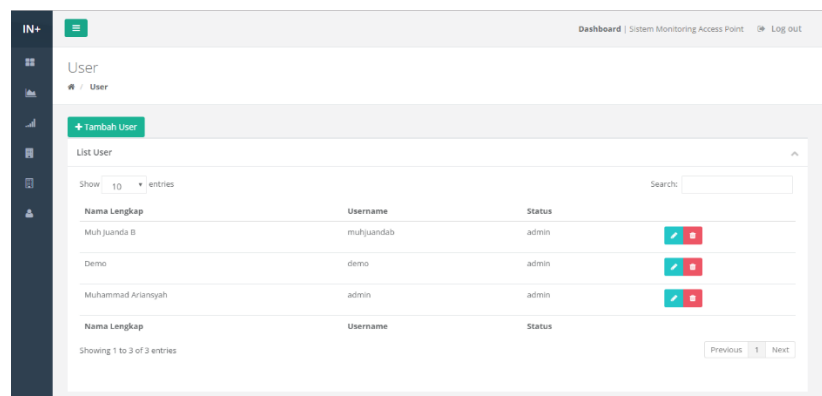 IN+
Dashboard | Sistem Monitoring Access Point Log out
User
/ User
+ Tambah User
List User
Show 10 entries Search:
Nama Lengkap Username Status
Muh Juanda B muhjuandab admin
Demo demo admin
Muhammad Ariansyah admin admin
Nama Lengkap Username Status
Showing 1 to 3 of 3 entries Previous 1 Next